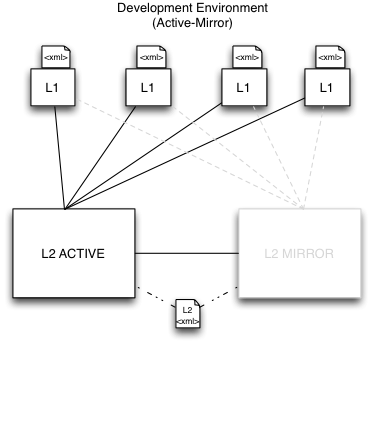 Development Environment
(Active-Mirror)
<xml> <xml> <xml> <xml>
L1 L1 L1 L1
L2 ACTIVE L2 MIRROR
L2
<xml>